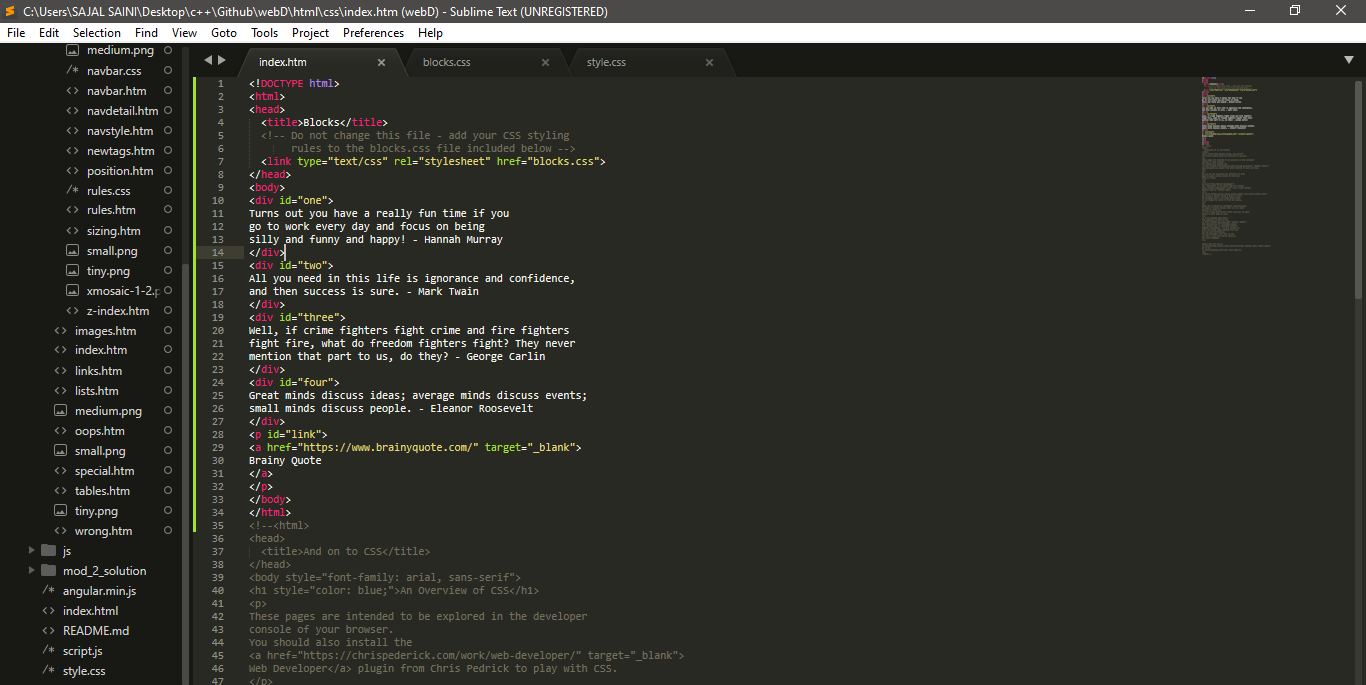 C:\Users\SAJAL SAINI\Desktop\c++\Github\webD\html\css\index.htm (webD) - Sublime Text (UNREGISTERED)
File Edit Selection Find View Goto Tools Project Preferences Help
medium.png
/* navbar.css
<> navbar.htm
<> navdetail.htm
<> navstyle.htm
<> newtags.htm
<> position.htm
/* rules.css
<> rules.htm
<> sizing.htm
small.png
tiny.png
xmosaic-1-2.p
<> z-index.htm
<> images.htm
<> index.htm
<> links.htm
<> lists.htm
medium.png
<> oops.htm
small.png
<> special.htm
<> tables.htm
tiny.png
<> wrong.htm
js
mod_2_solution
/* angular.min.js
<> index.html
<> README.md
/* script.js
/* style.css
index.htm blocks.css style.css
1 <!DOCTYPE html>
2 <html>
3 <head>
4 <title>Blocks</title>
5 <!-- Do not change this file - add your CSS styling
6 rules to the blocks.css file included below -->
7 <link type="text/css" rel="stylesheet" href="blocks.css">
8 </head>
9 <body>
10 <div id="one">
11 Turns out you have a really fun time if you
12 go to work every day and focus on being
13 silly and funny and happy! - Hannah Murray
14 </div>
15 <div id="two">
16 All you need in this life is ignorance and confidence,
17 and then success is sure. - Mark Twain
18 </div>
19 <div id="three">
20 Well, if crime fighters fight crime and fire fighters
21 fight fire, what do freedom fighters fight? They never
22 mention that part to us, do they? - George Carlin
23 </div>
24 <div id="four">
25 Great minds discuss ideas; average minds discuss events;
26 small minds discuss people. - Eleanor Roosevelt
27 </div>
28 <p id="link">
29 <a href="https://www.brainyquote.com/" target="_blank">
30 Brainy Quote
31 </a>
32 </p>
33 </body>
34 </html>
35 <!--<html>
36 <head>
37 <title>And on to CSS</title>
38 </head>
39 <body style="font-family: arial, sans-serif">
40 <h1 style="color: blue;">An Overview of CSS</h1>
41 <p>
42 These pages are intended to be explored in the developer
43 console of your browser.
44 You should also install the
45 <a href="https://chrispederick.com/work/web-developer/" target="_blank">
46 Web Developer</a> plugin from Chris Pedrick to play with CSS.
47 </p>